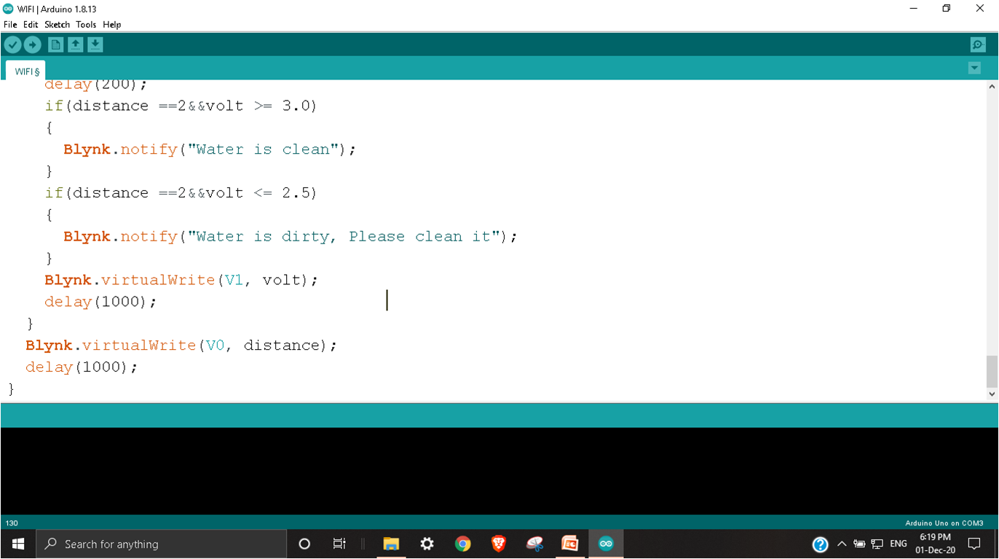 WIFI | Arduino 1.8.13
File Edit Sketch Tools Help
WIFI §
delay(200);
if(distance ==2&&volt >= 3.0)
{
Blynk.notify("Water is clean");
}
if(distance ==2&&volt <= 2.5)
{
Blynk.notify("Water is dirty, Please clean it");
}
Blynk.virtualWrite(V1, volt);
delay(1000);
}
Blynk.virtualWrite(V0, distance);
delay(1000);
}
130
Arduino Uno on COM3
Search for anything
ENG
6:19 PM
01-Dec-20